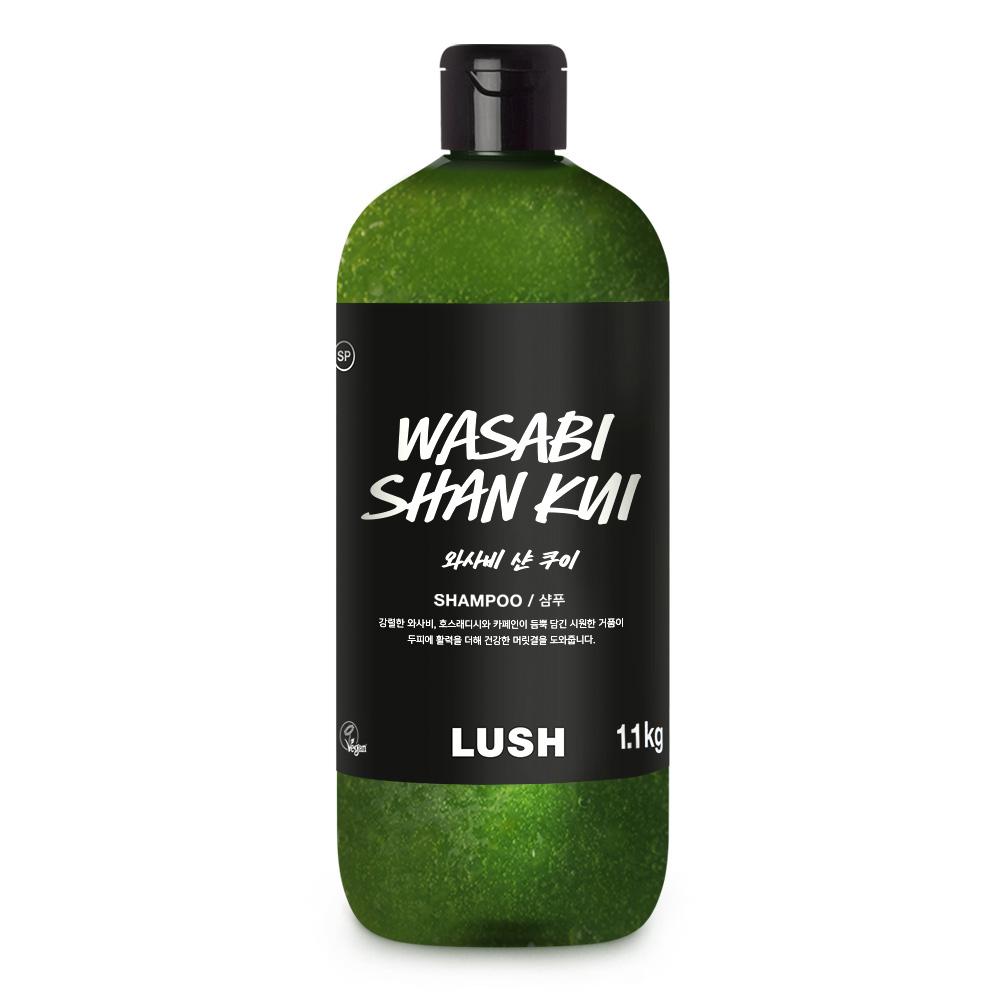 SP
WASABI
SHAN KUI
와사비 샨 쿠이
SHAMPOO / 샴푸
강렬한 와사비, 호스래디시와 카페인이 듬뿍 담긴 시원한 거품이
두피에 활력을 더해 건강한 머릿결을 도와줍니다.
Vegan
LUSH
1.1kg